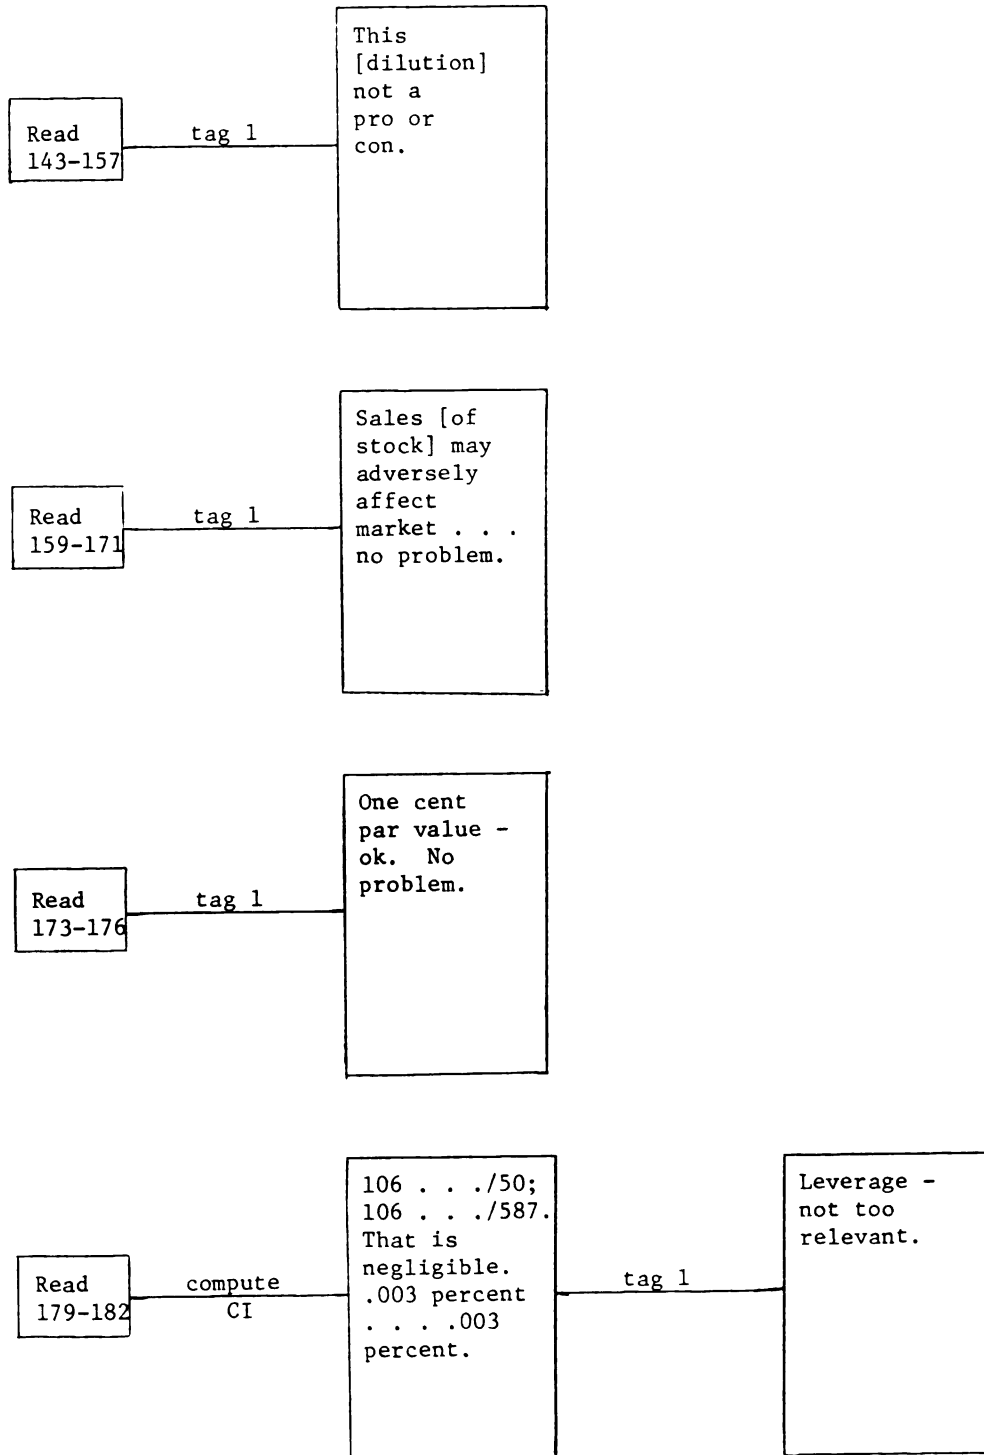 Read
143-157
tag 1
This
[dilution]
not a
pro or
con.
Read
159-171
tag 1
Sales [of
stock] may
adversely
affect
market . . .
no problem.
Read
173-176
tag 1
One cent
par value -
ok. No
problem.
Read
179-182
compute
CI
106 . . ./50;
106 . . ./587.
That is
negligible.
.003 percent
. . . .003
percent.
tag 1
Leverage -
not too
relevant.